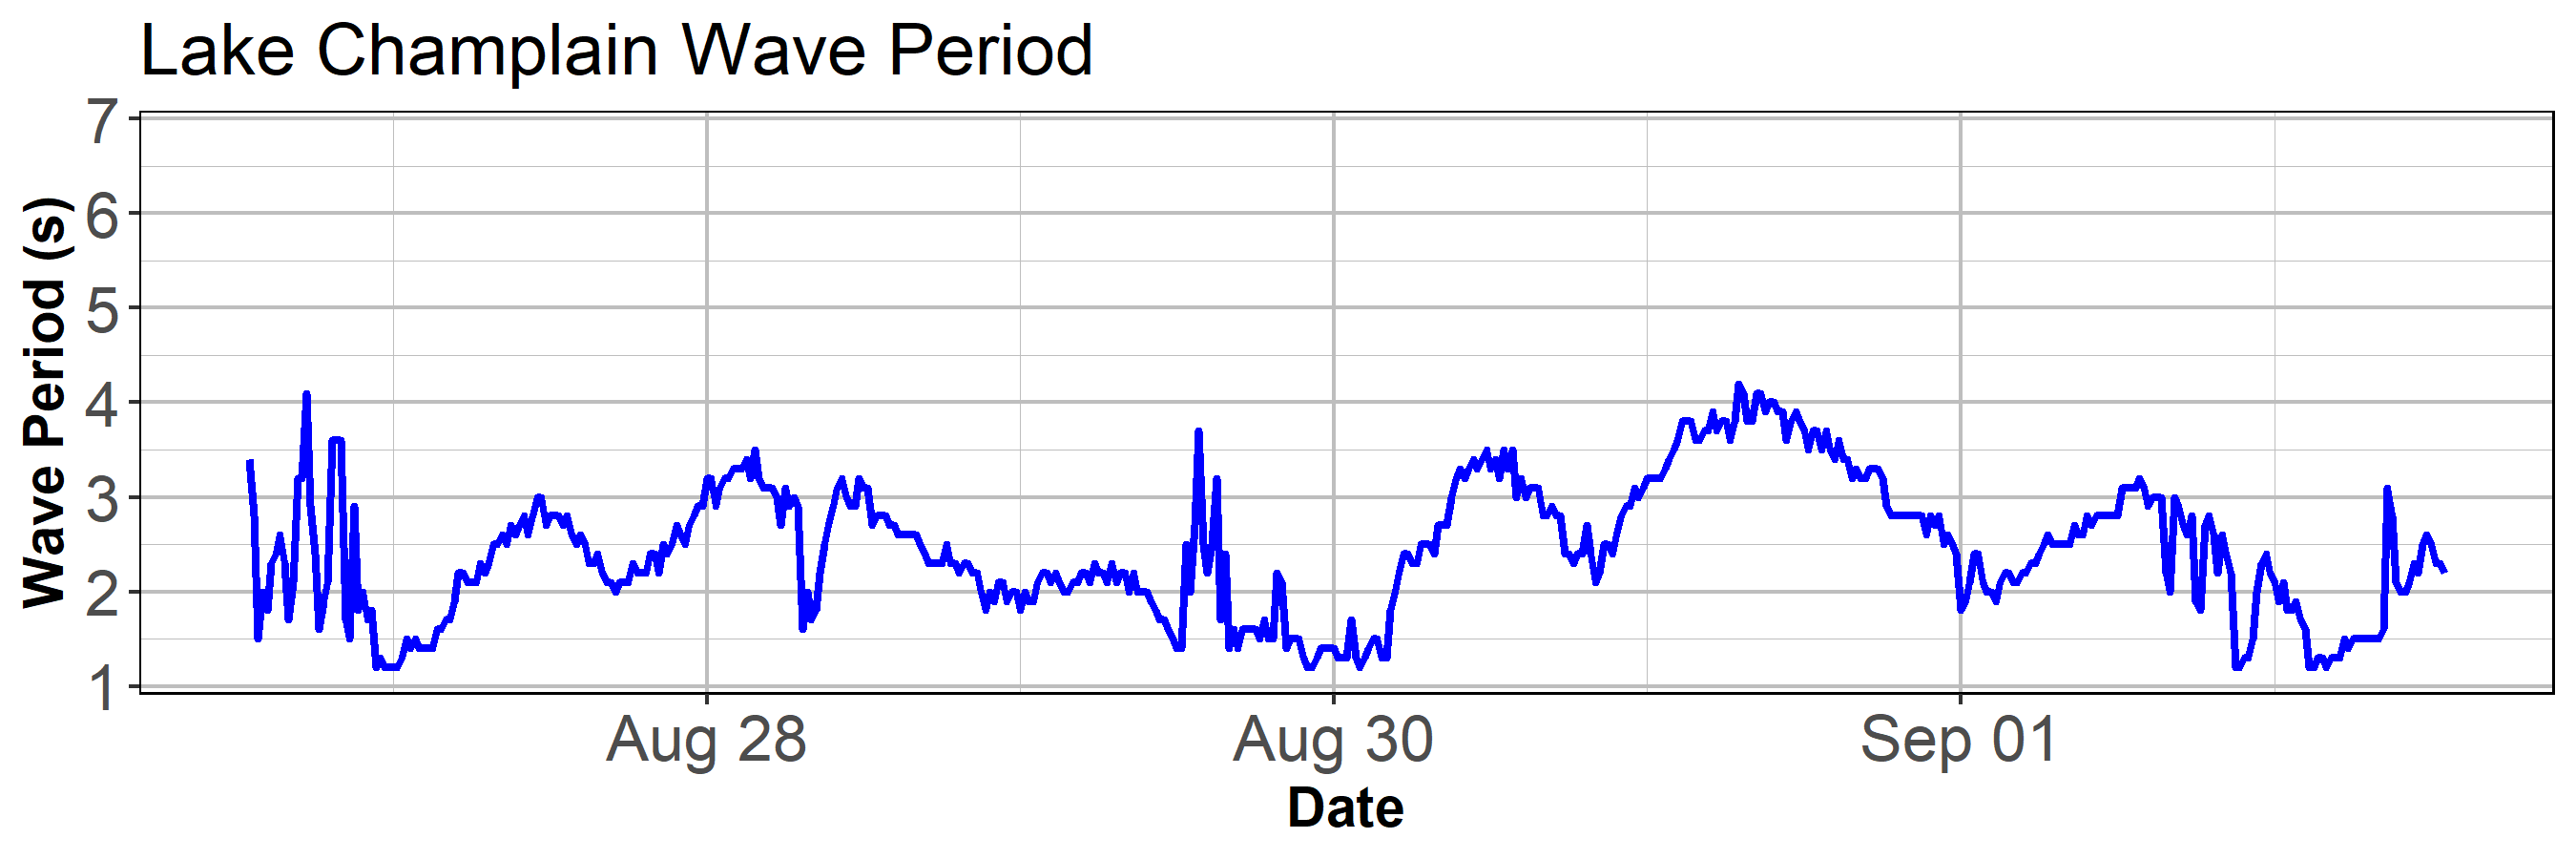 Lake Champlain Wave Period
Wave Period (s)
7
6
5
4
3
2
1
Aug 28
Aug 30
Sep 01
Date